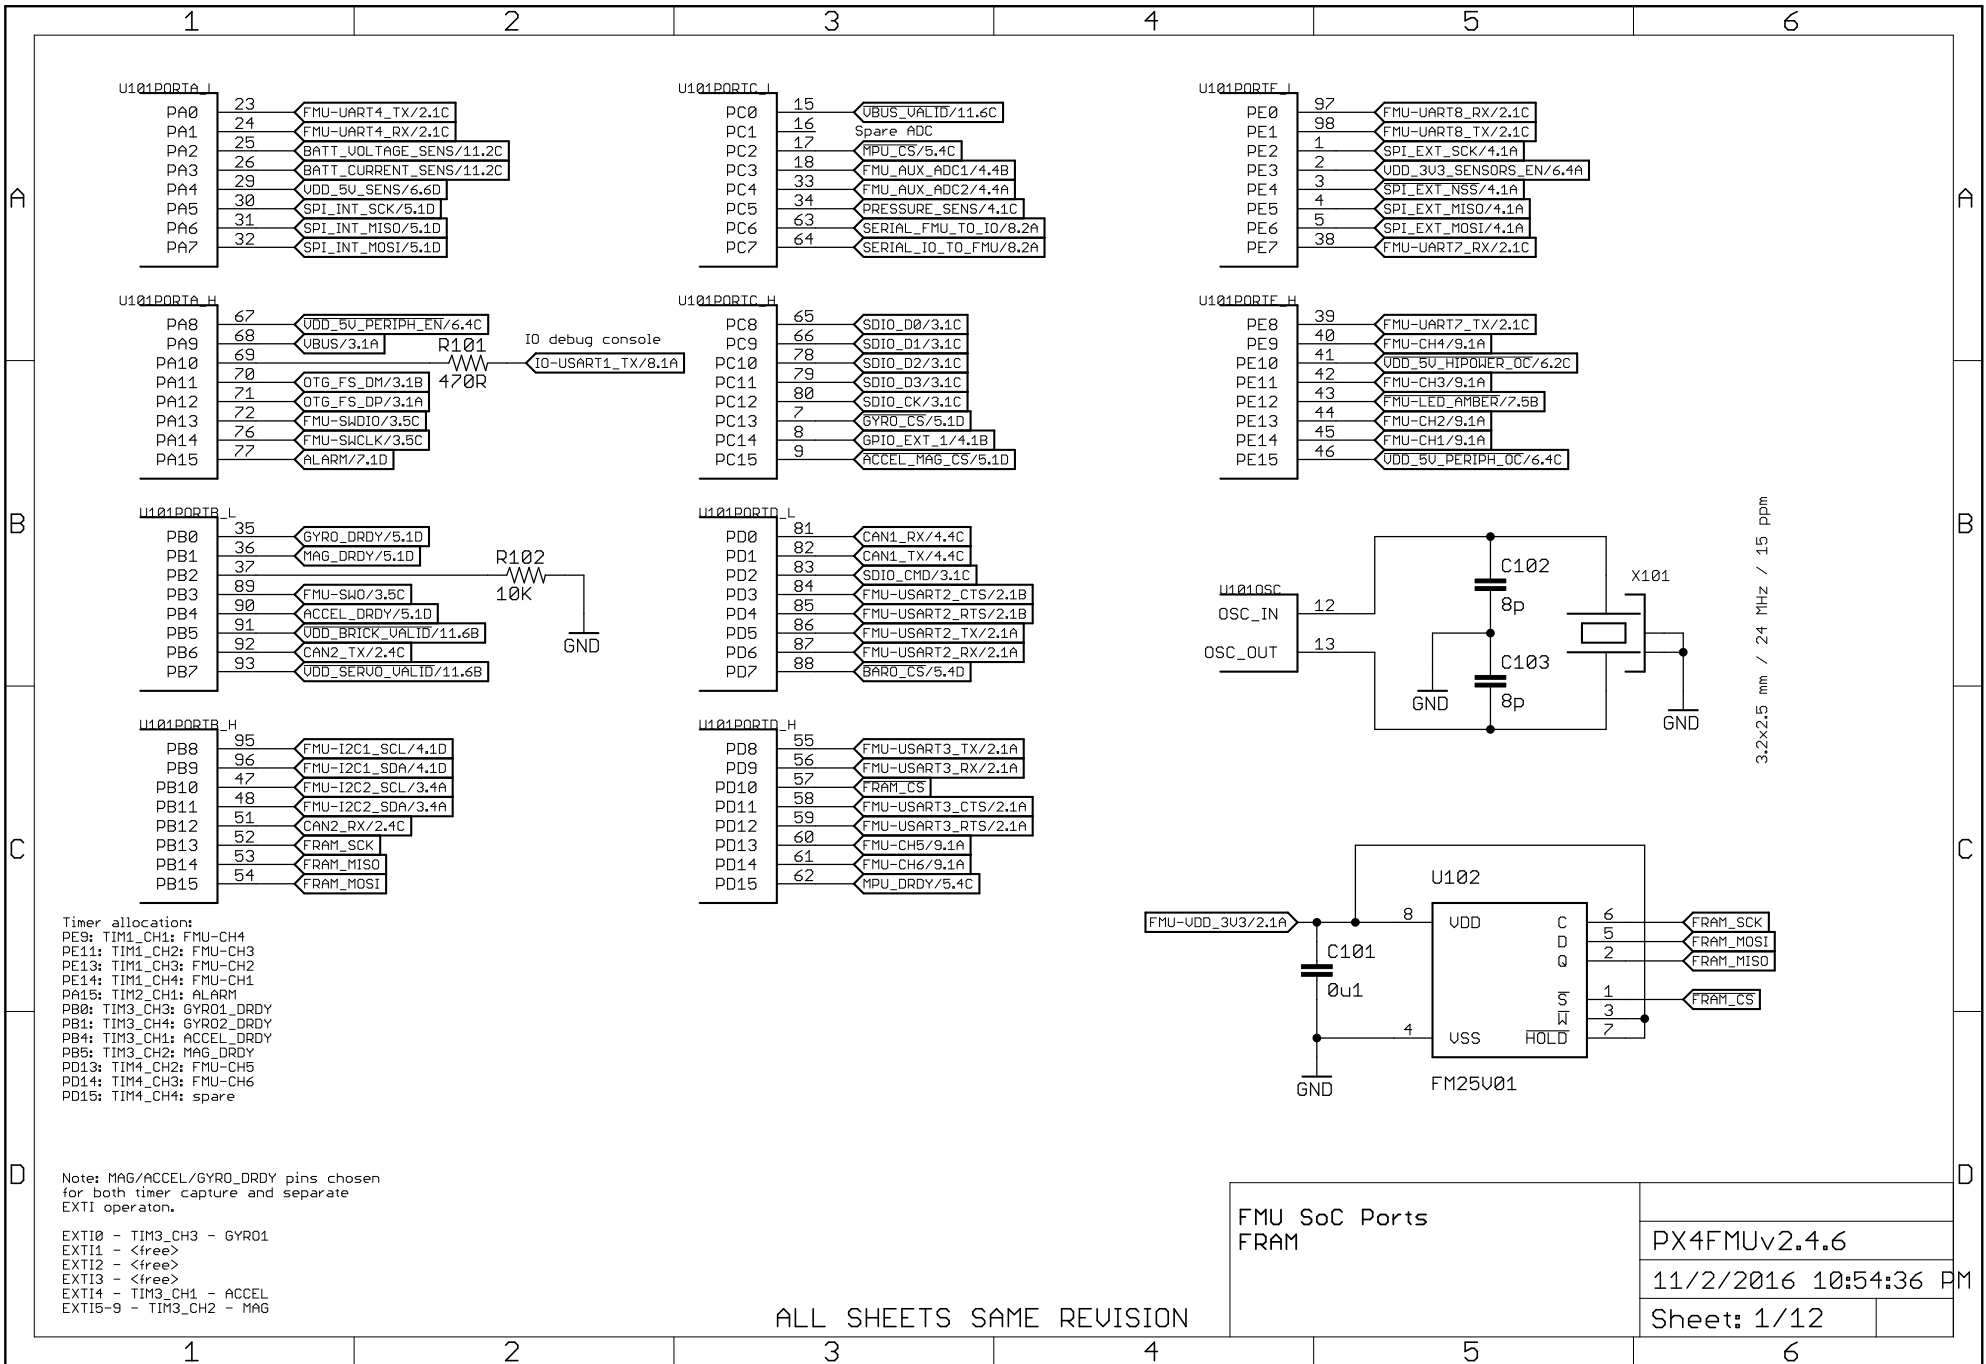 1 2 3 4 5 6
A
B
C
D
U101PORTA_L
PA0 23 FMU-UART4_TX/2.1C
PA1 24 FMU-UART4_RX/2.1C
PA2 25 BATT_VOLTAGE_SENS/11.2C
PA3 26 BATT_CURRENT_SENS/11.2C
PA4 29 VDD_5V_SENS/6.6D
PA5 30 SPI_INT_SCK/5.1D
PA6 31 SPI_INT_MISO/5.1D
PA7 32 SPI_INT_MOSI/5.1D
U101PORTA_H
PA8 67 VDD_5V_PERIPH_EN/6.4C
PA9 68 VBUS/3.1A
PA10 69 R101 470R IO-USART1_TX/8.1A
IO debug console
PA11 70 OTG_FS_DM/3.1B
PA12 71 OTG_FS_DP/3.1A
PA13 72 FMU-SWDIO/3.5C
PA14 76 FMU-SWCLK/3.5C
PA15 77 ALARM/7.1D
U101PORTB_L
PB0 35 GYRO_DRDY/5.1D
PB1 36 MAG_DRDY/5.1D
PB2 37 R102 10K GND
PB3 89 FMU-SWO/3.5C
PB4 90 ACCEL_DRDY/5.1D
PB5 91 VDD_BRICK_VALID/11.6B
PB6 92 CAN2_TX/2.4C
PB7 93 VDD_SERVO_VALID/11.6B
U101PORTB_H
PB8 95 FMU-I2C1_SCL/4.1D
PB9 96 FMU-I2C1_SDA/4.1D
PB10 47 FMU-I2C2_SCL/3.4A
PB11 48 FMU-I2C2_SDA/3.4A
PB12 51 CAN2_RX/2.4C
PB13 52 FRAM_SCK
PB14 53 FRAM_MISO
PB15 54 FRAM_MOSI
U101PORTC_L
PC0 15 VBUS_VALID/11.6C
PC1 16 Spare ADC
PC2 17 MPU_CS/5.4C
PC3 18 FMU_AUX_ADC1/4.4B
PC4 33 FMU_AUX_ADC2/4.4A
PC5 34 PRESSURE_SENS/4.1C
PC6 63 SERIAL_FMU_TO_IO/8.2A
PC7 64 SERIAL_IO_TO_FMU/8.2A
U101PORTC_H
PC8 65 SDIO_D0/3.1C
PC9 66 SDIO_D1/3.1C
PC10 78 SDIO_D2/3.1C
PC11 79 SDIO_D3/3.1C
PC12 80 SDIO_CK/3.1C
PC13 7 GYRO_CS/5.1D
PC14 8 GPIO_EXT_1/4.1B
PC15 9 ACCEL_MAG_CS/5.1D
U101PORTD_L
PD0 81 CAN1_RX/4.4C
PD1 82 CAN1_TX/4.4C
PD2 83 SDIO_CMD/3.1C
PD3 84 FMU-USART2_CTS/2.1B
PD4 85 FMU-USART2_RTS/2.1B
PD5 86 FMU-USART2_TX/2.1A
PD6 87 FMU-USART2_RX/2.1A
PD7 88 BARO_CS/5.4D
U101PORTD_H
PD8 55 FMU-USART3_TX/2.1A
PD9 56 FMU-USART3_RX/2.1A
PD10 57 FRAM_CS
PD11 58 FMU-USART3_CTS/2.1A
PD12 59 FMU-USART3_RTS/2.1A
PD13 60 FMU-CH5/9.1A
PD14 61 FMU-CH6/9.1A
PD15 62 MPU_DRDY/5.4C
U101PORTE_L
PE0 97 FMU-UART8_RX/2.1C
PE1 98 FMU-UART8_TX/2.1C
PE2 1 SPI_EXT_SCK/4.1A
PE3 2 VDD_3V3_SENSORS_EN/6.4A
PE4 3 SPI_EXT_NSS/4.1A
PE5 4 SPI_EXT_MISO/4.1A
PE6 5 SPI_EXT_MOSI/4.1A
PE7 38 FMU-UART7_RX/2.1C
U101PORTE_H
PE8 39 FMU-UART7_TX/2.1C
PE9 40 FMU-CH4/9.1A
PE10 41 VDD_5V_HIPOWER_OC/6.2C
PE11 42 FMU-CH3/9.1A
PE12 43 FMU-LED_AMBER/7.5B
PE13 44 FMU-CH2/9.1A
PE14 45 FMU-CH1/9.1A
PE15 46 VDD_5V_PERIPH_OC/6.4C
U101OSC
OSC_IN 12
OSC_OUT 13
C102
8p
C103
8p
GND
X101
GND
3.2x2.5 mm / 24 MHz / 15 ppm
U102
FMU-VDD_3V3/2.1A
C101
0u1
GND
8 VDD
4 VSS
C 6 FRAM_SCK
D 5 FRAM_MOSI
Q 2 FRAM_MISO
S 1 FRAM_CS
W 3
HOLD 7
FM25V01
Timer allocation:
PE9: TIM1_CH1: FMU-CH4
PE11: TIM1_CH2: FMU-CH3
PE13: TIM1_CH3: FMU-CH2
PE14: TIM1_CH4: FMU-CH1
PA15: TIM2_CH1: ALARM
PB0: TIM3_CH3: GYRO1_DRDY
PB1: TIM3_CH4: GYRO2_DRDY
PB4: TIM3_CH1: ACCEL_DRDY
PB5: TIM3_CH2: MAG_DRDY
PD13: TIM4_CH2: FMU-CH5
PD14: TIM4_CH3: FMU-CH6
PD15: TIM4_CH4: spare
Note: MAG/ACCEL/GYRO_DRDY pins chosen
for both timer capture and separate
EXTI operaton.
EXTI0 - TIM3_CH3 - GYRO1
EXTI1 - <free>
EXTI2 - <free>
EXTI3 - <free>
EXTI4 - TIM3_CH1 - ACCEL
EXTI5-9 - TIM3_CH2 - MAG
ALL SHEETS SAME REVISION
FMU SoC Ports
FRAM
PX4FMUv2.4.6
11/2/2016 10:54:36 PM
Sheet: 1/12
A
B
C
D
1 2 3 4 5 6